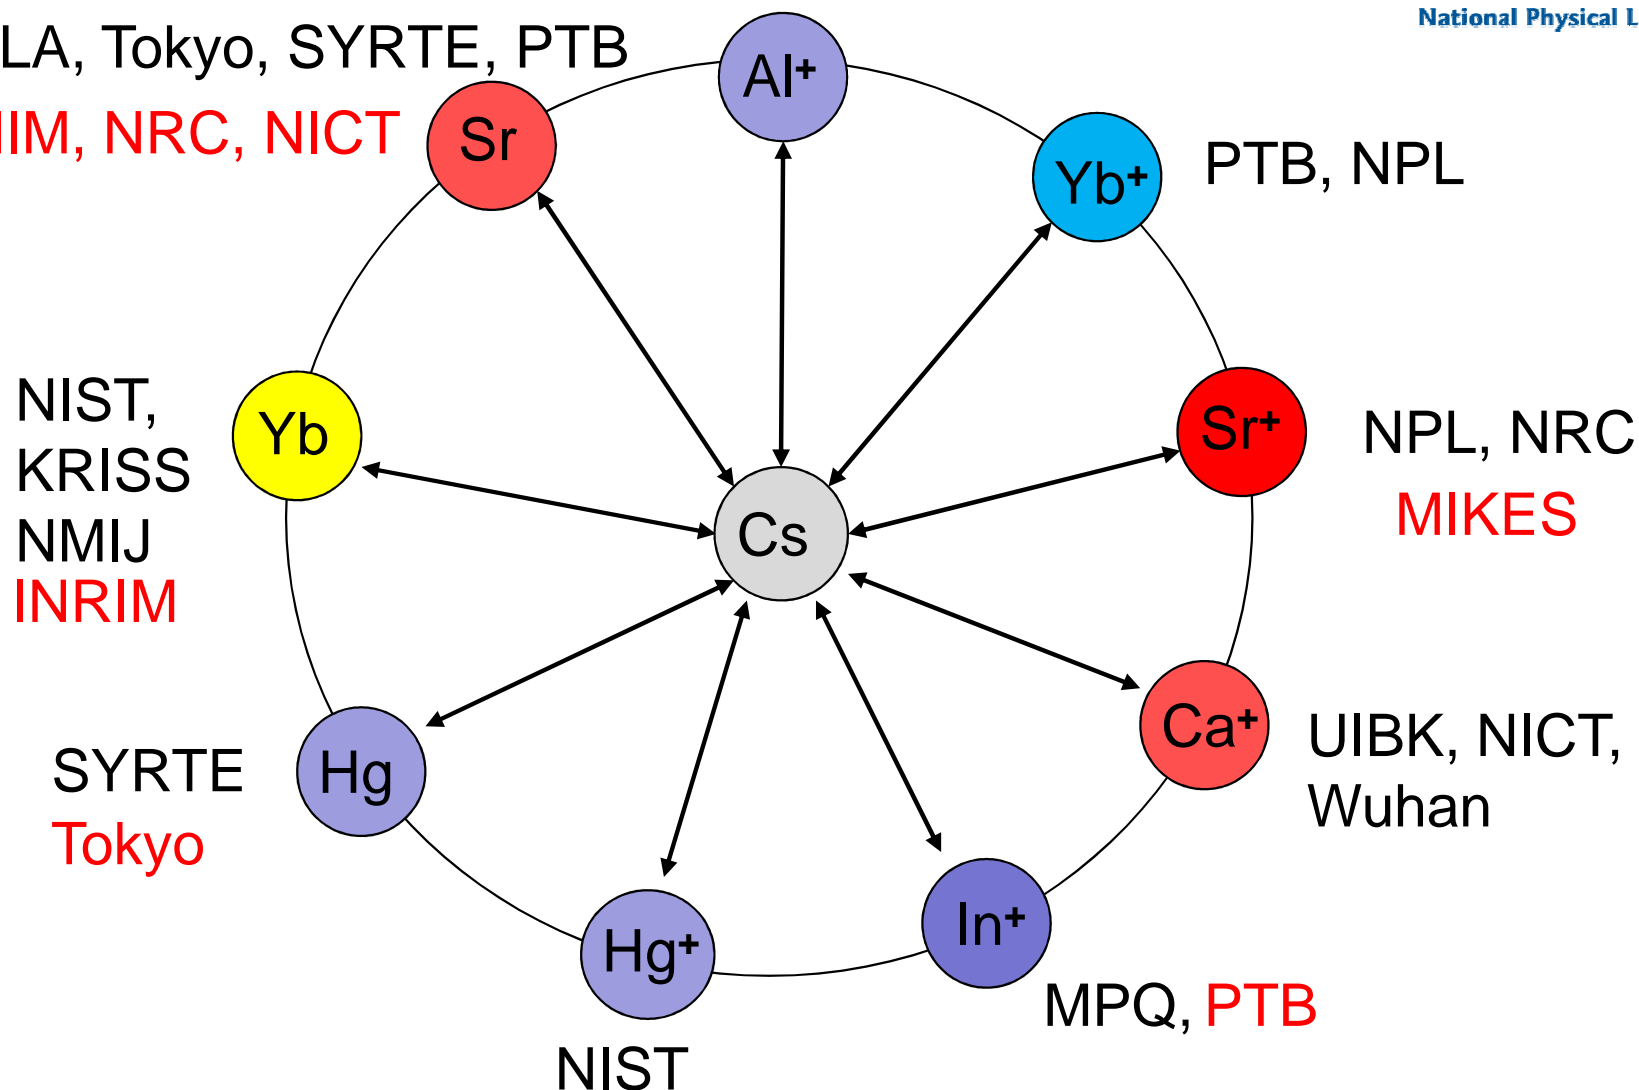 National Physical L
LA, Tokyo, SYRTE, PTB
IM, NRC, NICT
Sr
Al+
Yb+
PTB, NPL
NIST,
KRISS
NMIJ
INRIM
Yb
Cs
Sr+
NPL, NRC
MIKES
SYRTE
Tokyo
Hg
Ca+
UIBK, NICT,
Wuhan
Hg+
NIST
In+
MPQ, PTB